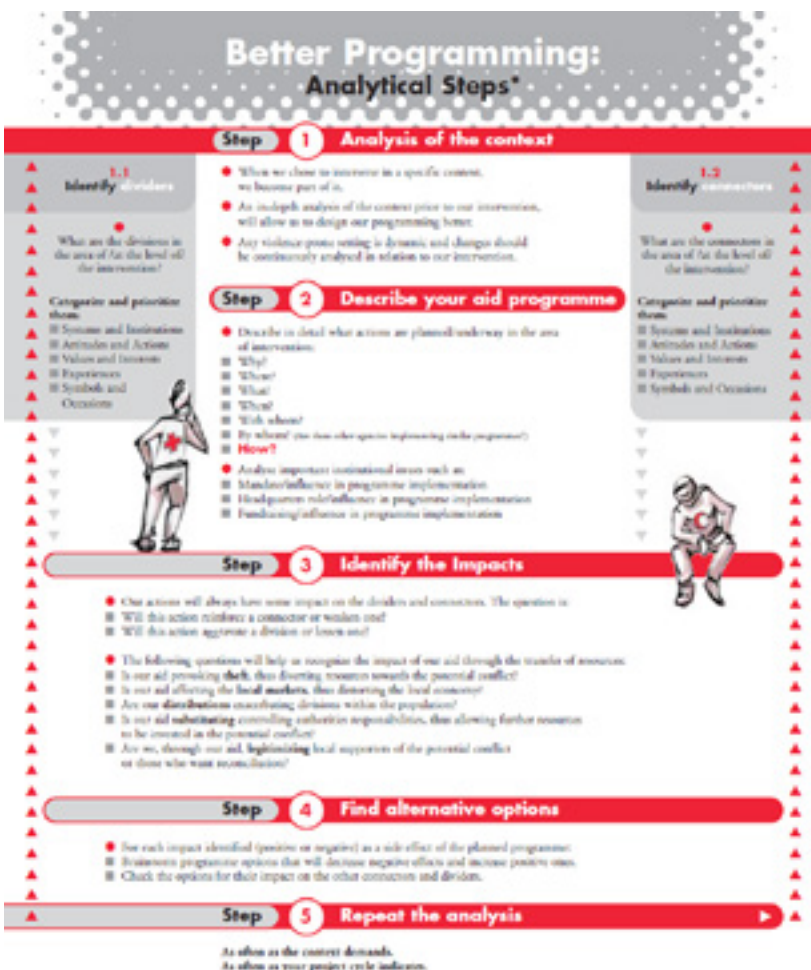 Better Programming:
Analytical Steps*
Step 1 Analysis of the context
1.1
Identify dividers
What are the divisions in
the area of /at the level of/
the intervention?
Categorize and prioritize
them:
Systems and Institutions
Attitudes and Actions
Values and Interests
Experiences
Symbols and
Occasions
When we chose to intervene in a specific context,
we become part of it.
An in-depth analysis of the context prior to our intervention,
will allow us to design our programming better.
Any violence-prone setting is dynamic and changes should
be continuously analysed in relation to our intervention.
1.2
Identify connectors
What are the connectors in
the area of /at the level of/
the intervention?
Categorize and prioritize
them:
Systems and Institutions
Attitudes and Actions
Values and Interests
Experiences
Symbols and Occasions
Step 2 Describe your aid programme
Describe in detail what actions are planned/underway in the area
of intervention:
Why?
Where?
What?
When?
With whom?
By whom? (Are there other agencies implementing similar programmes?)
How?
Analyse important institutional issues such as:
Mandate/influence in programme implementation
Headquarters role/influence in programme implementation
Fundraising/influence in programme implementation
Step 3 Identify the Impacts
Our actions will always have some impact on the dividers and connectors. The question is:
Will this action reinforce a connector or weaken one?
Will this action aggravate a division or lessen one?
The following questions will help us recognize the impact of our aid through the transfer of resources:
Is our aid provoking theft, thus diverting resources towards the potential conflict?
Is our aid affecting the local markets, thus distorting the local economy?
Are our distributions exacerbating divisions within the population?
Is our aid substituting controlling authorities responsibilities, thus allowing further resources
to be invested in the potential conflict?
Are we, through our aid, legitimizing local supporters of the potential conflict
or those who want reconciliation?
Step 4 Find alternative options
For each impact identified (positive or negative) as a side effect of the planned programme:
Brainstorm programme options that will decrease negative effects and increase positive ones.
Check the options for their impact on the other connectors and dividers.
Step 5 Repeat the analysis
As often as the context demands.
As often as your project cycle indicates.